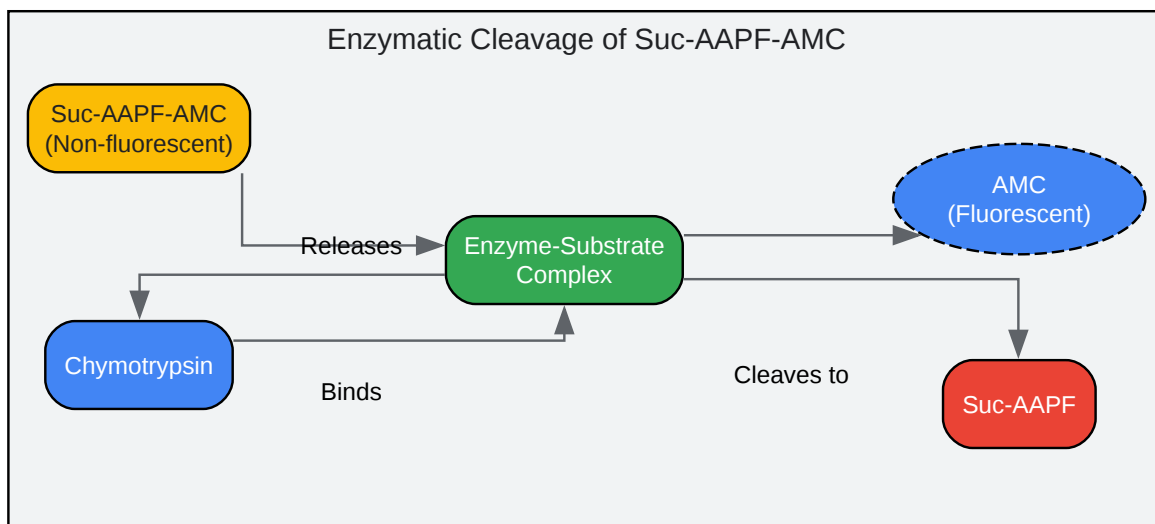 Enzymatic Cleavage of Suc-AAPF-AMC
Suc-AAPF-AMC
(Non-fluorescent)
AMC
(Fluorescent)
Releases
Enzyme-Substrate
Complex
Chymotrypsin
Binds
Cleaves to
Suc-AAPF